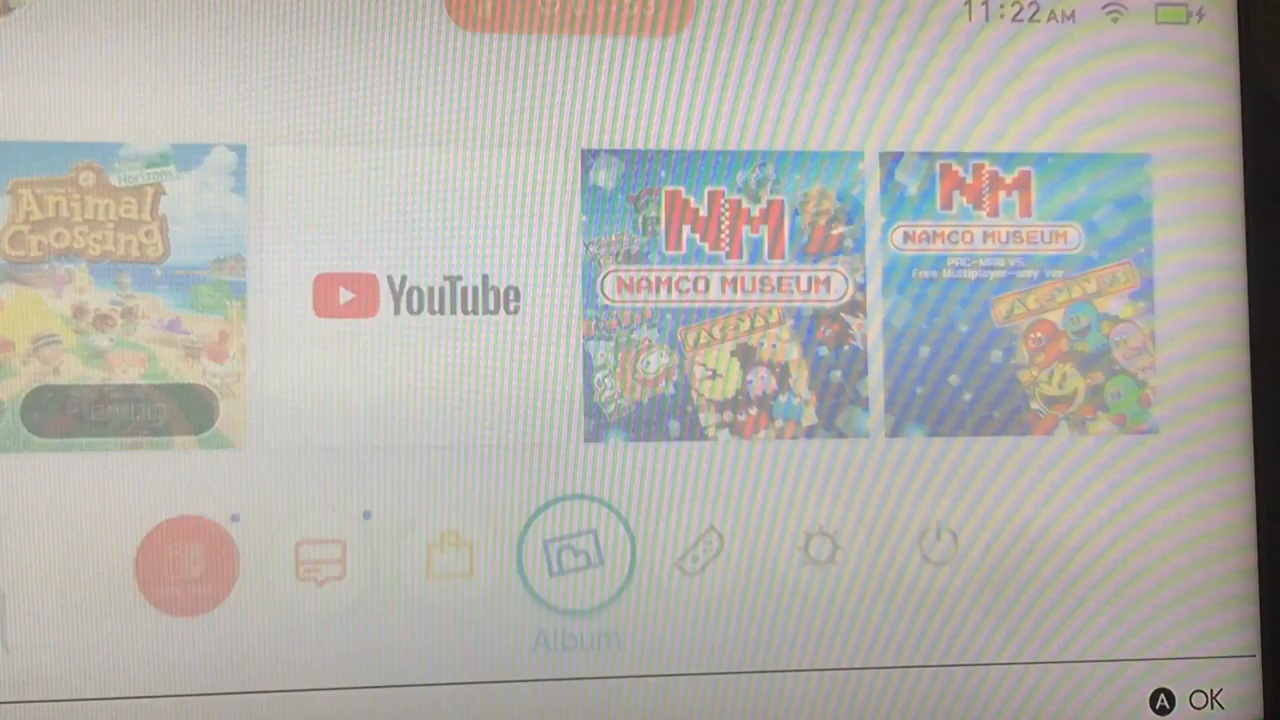 11:22 AM
Horizons
Animal
Crossing
YouTube
NM
NAMCO MUSEUM
PAC-MAN
NM
NAMCO MUSEUM
PAC-MAN VS.
Free Multiplayer-only Ver.
PAC-MAN VS.
Album
A OK